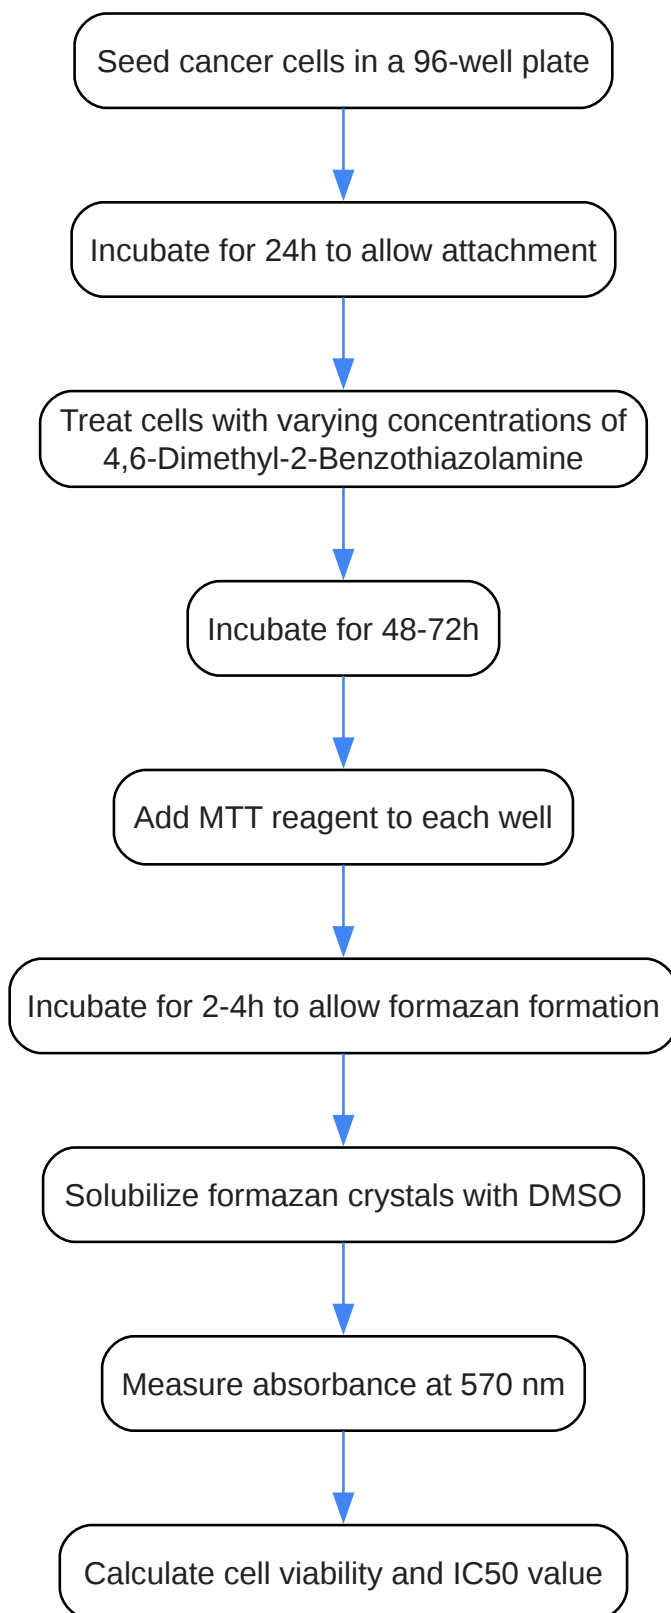 Seed cancer cells in a 96-well plate
Incubate for 24h to allow attachment
Treat cells with varying concentrations of
4,6-Dimethyl-2-Benzothiazolamine
Incubate for 48-72h
Add MTT reagent to each well
Incubate for 2-4h to allow formazan formation
Solubilize formazan crystals with DMSO
Measure absorbance at 570 nm
Calculate cell viability and IC50 value